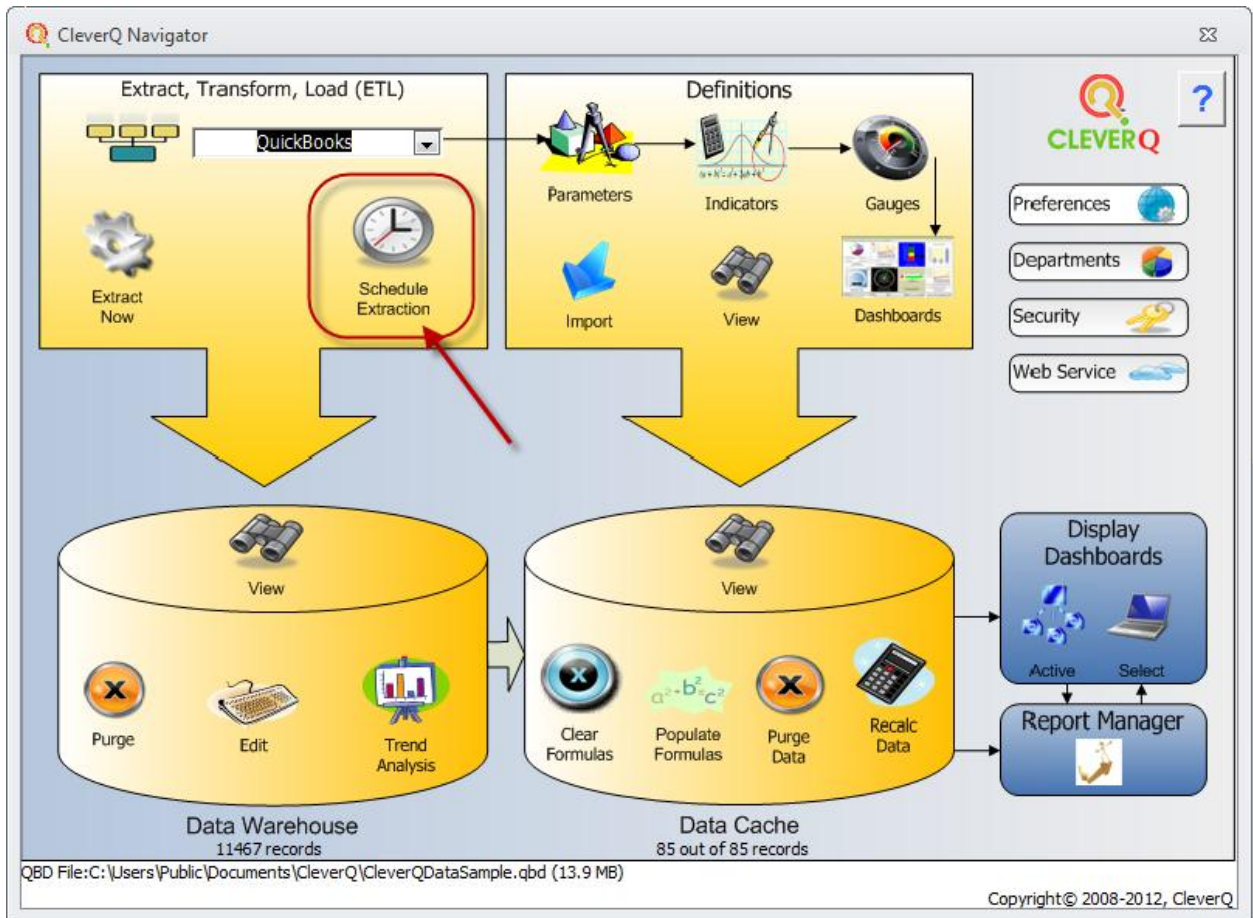 CleverQ Navigator
Extract, Transform, Load (ETL)
QuickBooks
Extract
Now
Schedule
Extraction
Definitions
Parameters
Indicators
Gauges
Import
View
Dashboards
CLEVERQ
?
Preferences
Departments
Security
Web Service
View
Purge
Edit
Trend
Analysis
Data Warehouse
11467 records
View
Clear
Formulas
a²+b²=c²
Populate
Formulas
Purge
Data
Recalc
Data
Data Cache
85 out of 85 records
Display
Dashboards
Active
Select
Report Manager
QBD File:C:\Users\Public\Documents\CleverQ\CleverQDataSample.qbd (13.9 MB)
Copyright© 2008-2012, CleverQ